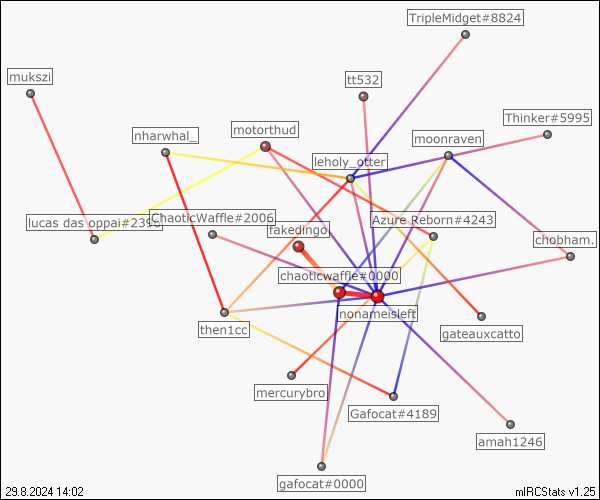 TripleMidget#8824
mukszi
tt532
Thinker#5995
motorthud
nharwhal_
moonraven
leholy_otter
ChaoticWaffle#2006
Azure Reborn#4243
lucas das oppai#2396
fakedingo
chobham.
chaoticwaffle#0000
nonameisleft
then1cc
gateauxcatto
mercurybro
Gafocat#4189
amah1246
gafocat#0000
29.8.2024 14:02
mIRCStats v1.25